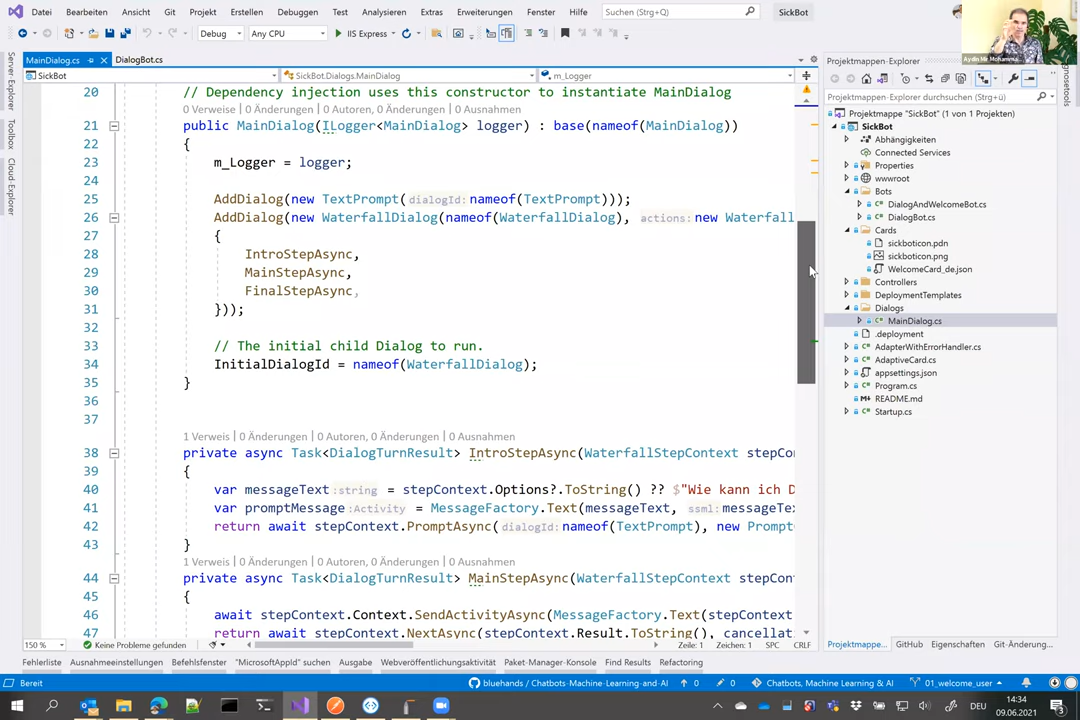 Datei Bearbeiten Ansicht Git Projekt Erstellen Debuggen Test Analysieren Extras Erweiterungen Fenster Hilfe Suchen (Strg+Q) SickBot
Debug Any CPU IIS Express
Aydin Mir Mohamma...
MainDialog.cs DialogBot.cs
SickBot SickBot.Dialogs.MainDialog m_Logger
Server-Explorer
Toolbox
Cloud-Explorer
20 // Dependency injection uses this constructor to instantiate MainDialog
0 Verweise | 0 Änderungen | 0 Autoren, 0 Änderungen | 0 Ausnahmen
21 public MainDialog(ILogger<MainDialog> logger) : base(nameof(MainDialog))
22 {
23 m_Logger = logger;
24
25 AddDialog(new TextPrompt(dialogId:nameof(TextPrompt)));
26 AddDialog(new WaterfallDialog(nameof(WaterfallDialog), actions:new Waterfall
27 {
28 IntroStepAsync,
29 MainStepAsync,
30 FinalStepAsync,
31 }));
32
33 // The initial child Dialog to run.
34 InitialDialogId = nameof(WaterfallDialog);
35 }
36
37
1 Verweis | 0 Änderungen | 0 Autoren, 0 Änderungen | 0 Ausnahmen
38 private async Task<DialogTurnResult> IntroStepAsync(WaterfallStepContext stepCo
39 {
40 var messageText:string = stepContext.Options?.ToString() ?? $"Wie kann ich D
41 var promptMessage:Activity = MessageFactory.Text(messageText, ssml:messageTex
42 return await stepContext.PromptAsync(dialogId:nameof(TextPrompt), new Prompt
43 }
1 Verweis | 0 Änderungen | 0 Autoren, 0 Änderungen | 0 Ausnahmen
44 private async Task<DialogTurnResult> MainStepAsync(WaterfallStepContext stepCon
45 {
46 await stepContext.Context.SendActivityAsync(MessageFactory.Text(stepContext
47 return await stepContext.NextAsync(stepContext.Result.ToString(), cancellat
150 % Keine Probleme gefunden Zeile: 1 Zeichen: 1 SPC CRLF
Projektmappen-Explorer
Projektmappen-Explorer durchsuchen (Strg+ü)
Projektmappe "SickBot" (1 von 1 Projekten)
SickBot
Abhängigkeiten
Connected Services
Properties
wwwroot
Bots
DialogAndWelcomeBot.cs
DialogBot.cs
Cards
sickboticon.pdn
sickboticon.png
WelcomeCard_de.json
Controllers
DeploymentTemplates
Dialogs
MainDialog.cs
.deployment
AdapterWithErrorHandler.cs
AdaptiveCard.cs
appsettings.json
Program.cs
README.md
Startup.cs
Projektmappe... GitHub Eigenschaften Git-Änderung...
Fehlerliste Ausnahmeeinstellungen Befehlsfenster "MicrosoftAppId" suchen Ausgabe Webveröffentlichungsaktivität Paket-Manager-Konsole Find Results Refactoring
Bereit bluehands / Chatbots-Machine-Learning-and-AI 0 0 Chatbots, Machine Learning & AI 01_welcome_user
DEU 14:34
09.06.2021